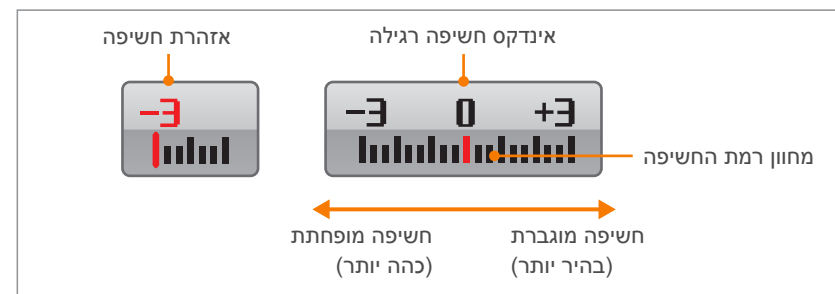 אזהרת חשיפה
אינדקס חשיפה רגילה
-3
-3 0 +3
מחוון רמת החשיפה
חשיפה מופחתת
(כהה יותר)
חשיפה מוגברת
(בהיר יותר)